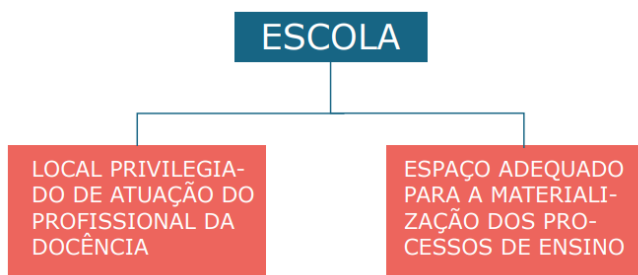 ESCOLA
LOCAL PRIVILEGIA-
DO DE ATUAÇÃO DO
PROFISSIONAL DA
DOCÊNCIA
ESPAÇO ADEQUADO
PARA A MATERIALI-
ZAÇÃO DOS PRO-
CESSOS DE ENSINO